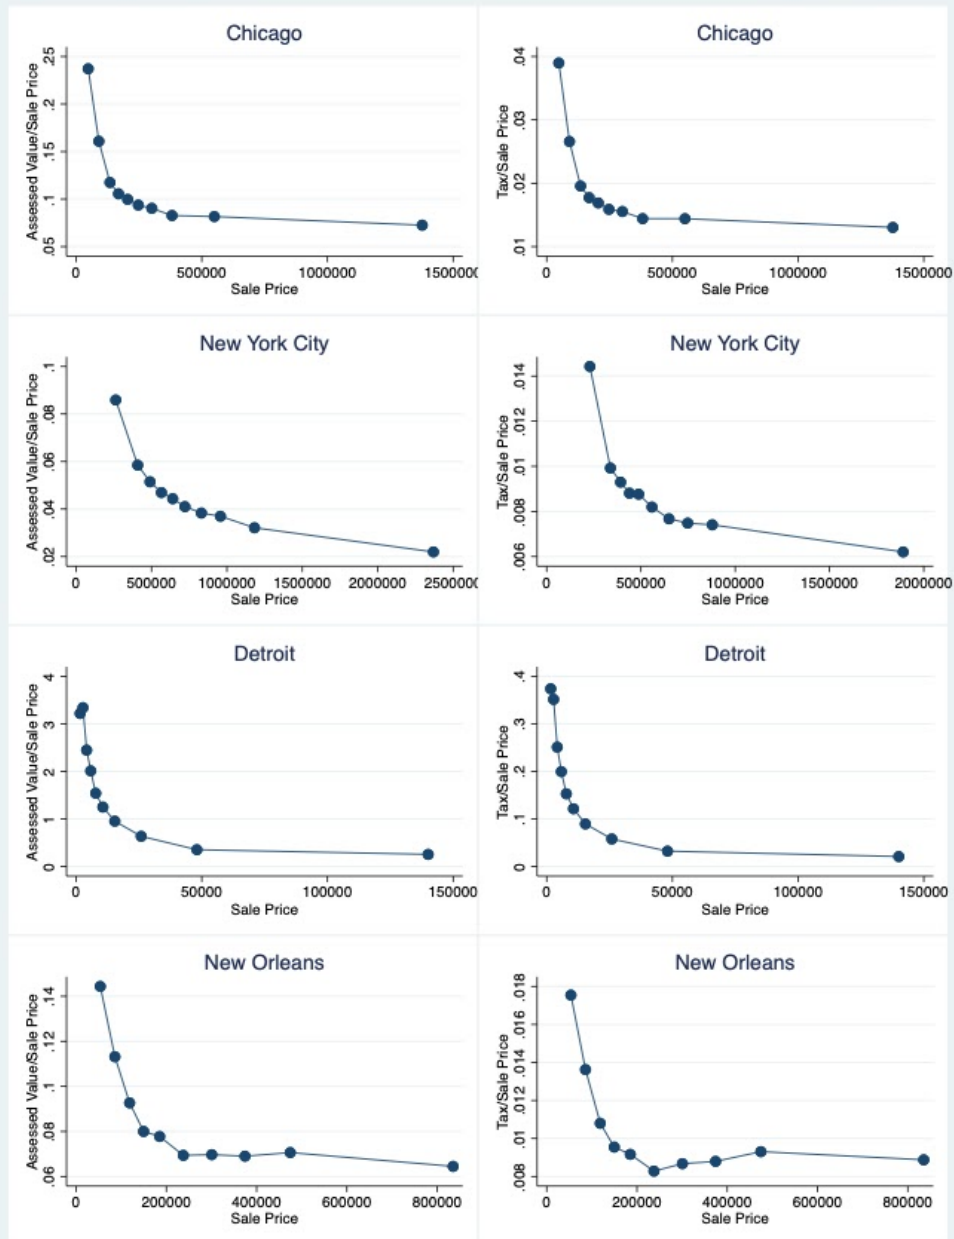 Chicago
Assessed Value/Sale Price
.25
.2
.15
.1
.05
0 500000 1000000 1500000
Sale Price
Chicago
Tax/Sale Price
.04
.03
.02
.01
0 500000 1000000 1500000
Sale Price
New York City
Assessed Value/Sale Price
.1
.08
.06
.04
.02
0 500000 1000000 1500000 2000000 2500000
Sale Price
New York City
Tax/Sale Price
.014
.012
.01
.008
.006
0 500000 1000000 1500000 2000000
Sale Price
Detroit
Assessed Value/Sale Price
4
3
2
1
0
0 50000 100000 150000
Sale Price
Detroit
Tax/Sale Price
.4
.3
.2
.1
0
0 50000 100000 150000
Sale Price
New Orleans
Assessed Value/Sale Price
.14
.12
.1
.08
.06
0 200000 400000 600000 800000
Sale Price
New Orleans
Tax/Sale Price
.018
.016
.014
.012
.01
.008
0 200000 400000 600000 800000
Sale Price